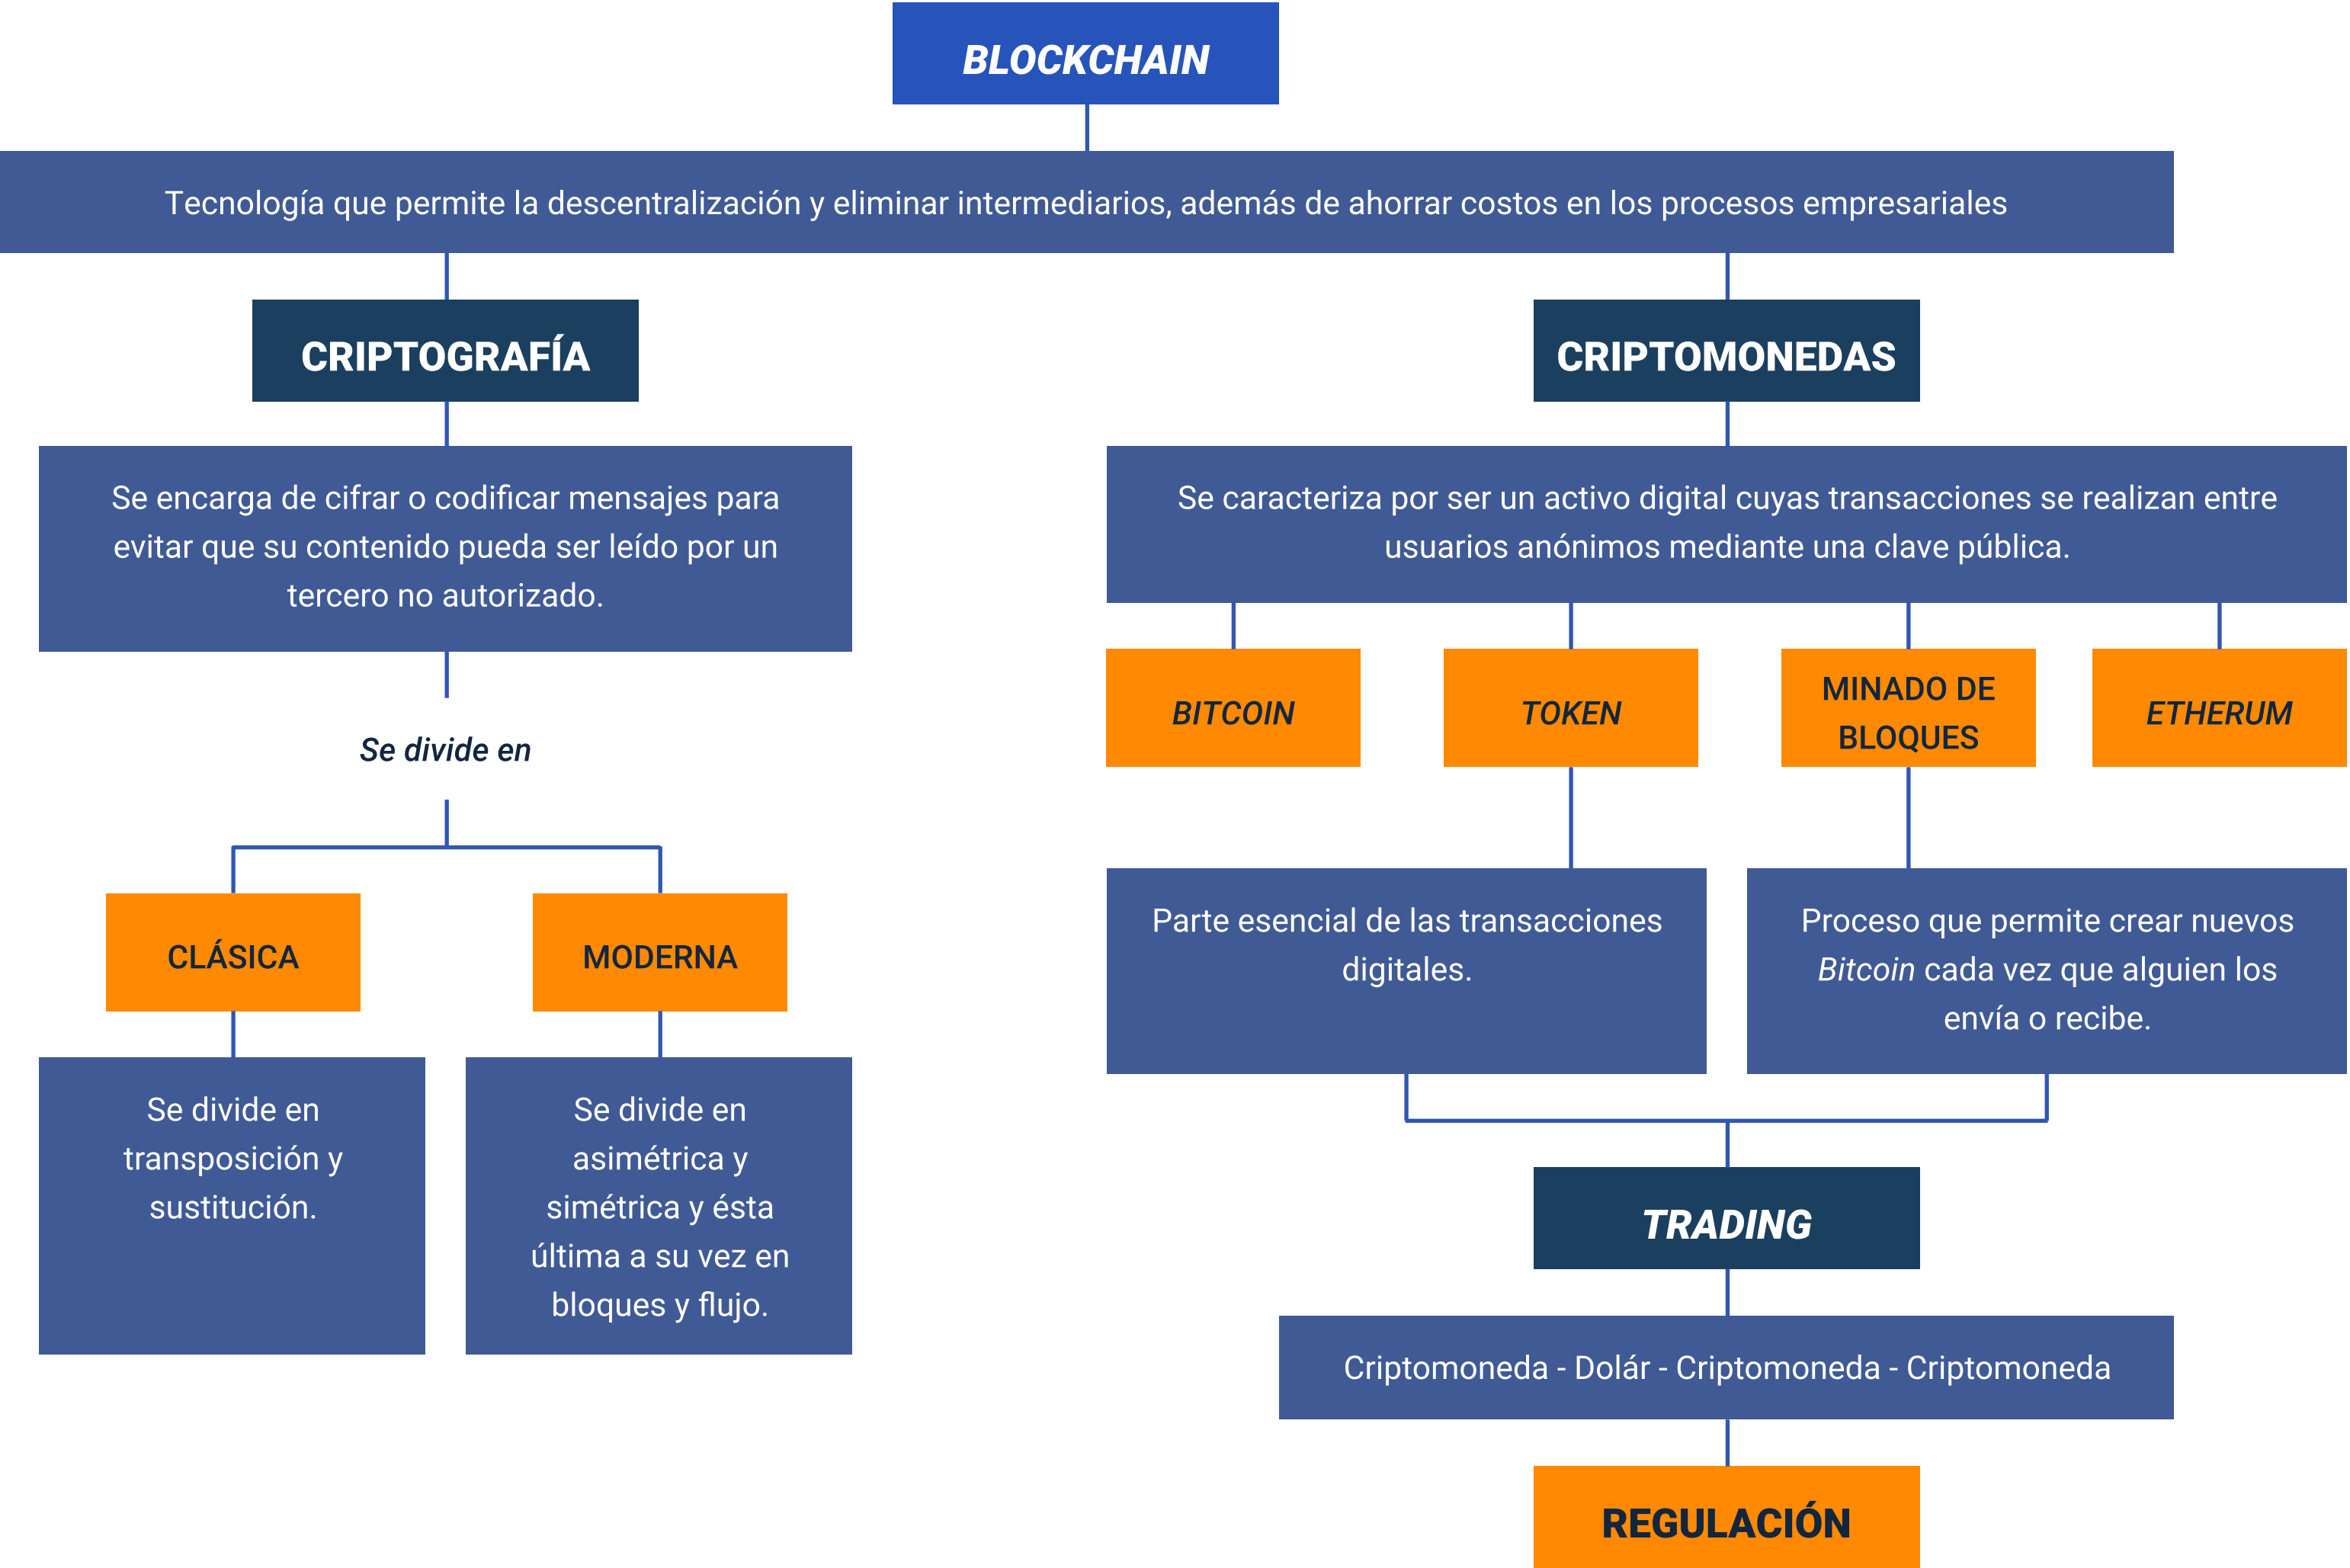 BLOCKCHAIN
Tecnología que permite la descentralización y eliminar intermediarios, además de ahorrar costos en los procesos empresariales
CRIPTOGRAFÍA
Se encarga de cifrar o codificar mensajes para
evitar que su contenido pueda ser leído por un
tercero no autorizado.
Se divide en
CLÁSICA
Se divide en
transposición y
sustitución.
MODERNA
Se divide en
asimétrica y
simétrica y ésta
última a su vez en
bloques y flujo.
CRIPTOMONEDAS
Se caracteriza por ser un activo digital cuyas transacciones se realizan entre
usuarios anónimos mediante una clave pública.
BITCOIN
TOKEN
MINADO DE
BLOQUES
ETHERUM
Parte esencial de las transacciones
digitales.
Proceso que permite crear nuevos
Bitcoin cada vez que alguien los
envía o recibe.
TRADING
Criptomoneda - Dolár - Criptomoneda - Criptomoneda
REGULACIÓN